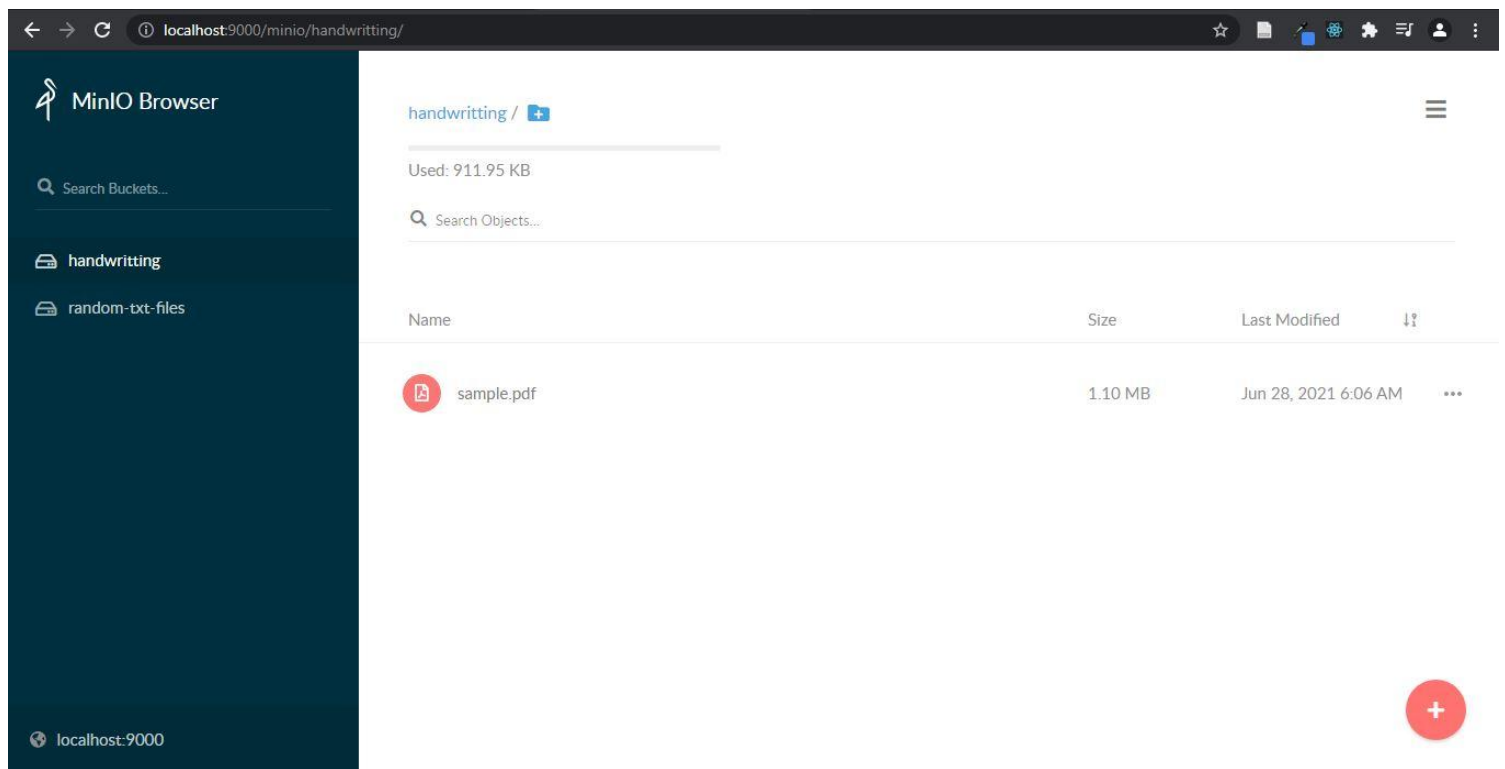 localhost:9000/minio/handwritting/
MinIO Browser
Search Buckets...
handwritting
random-txt-files
localhost:9000
handwritting /
Used: 911.95 KB
Search Objects...
Name Size Last Modified
sample.pdf 1.10 MB Jun 28, 2021 6:06 AM